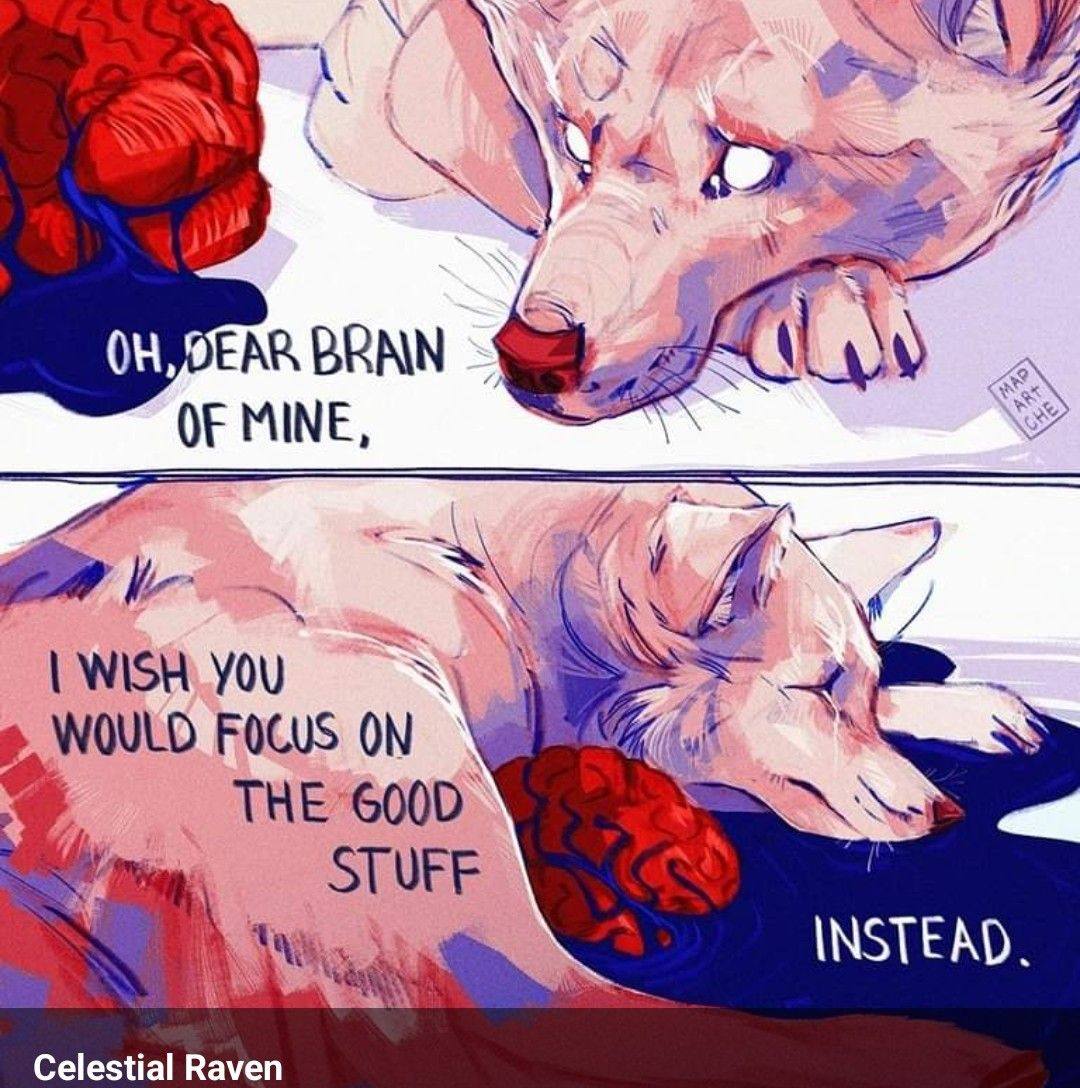 OH, DEAR BRAIN
OF MINE,
MAP
ART
CHE
I WISH YOU
WOULD FOCUS ON
THE GOOD
STUFF
INSTEAD.
Celestial Raven